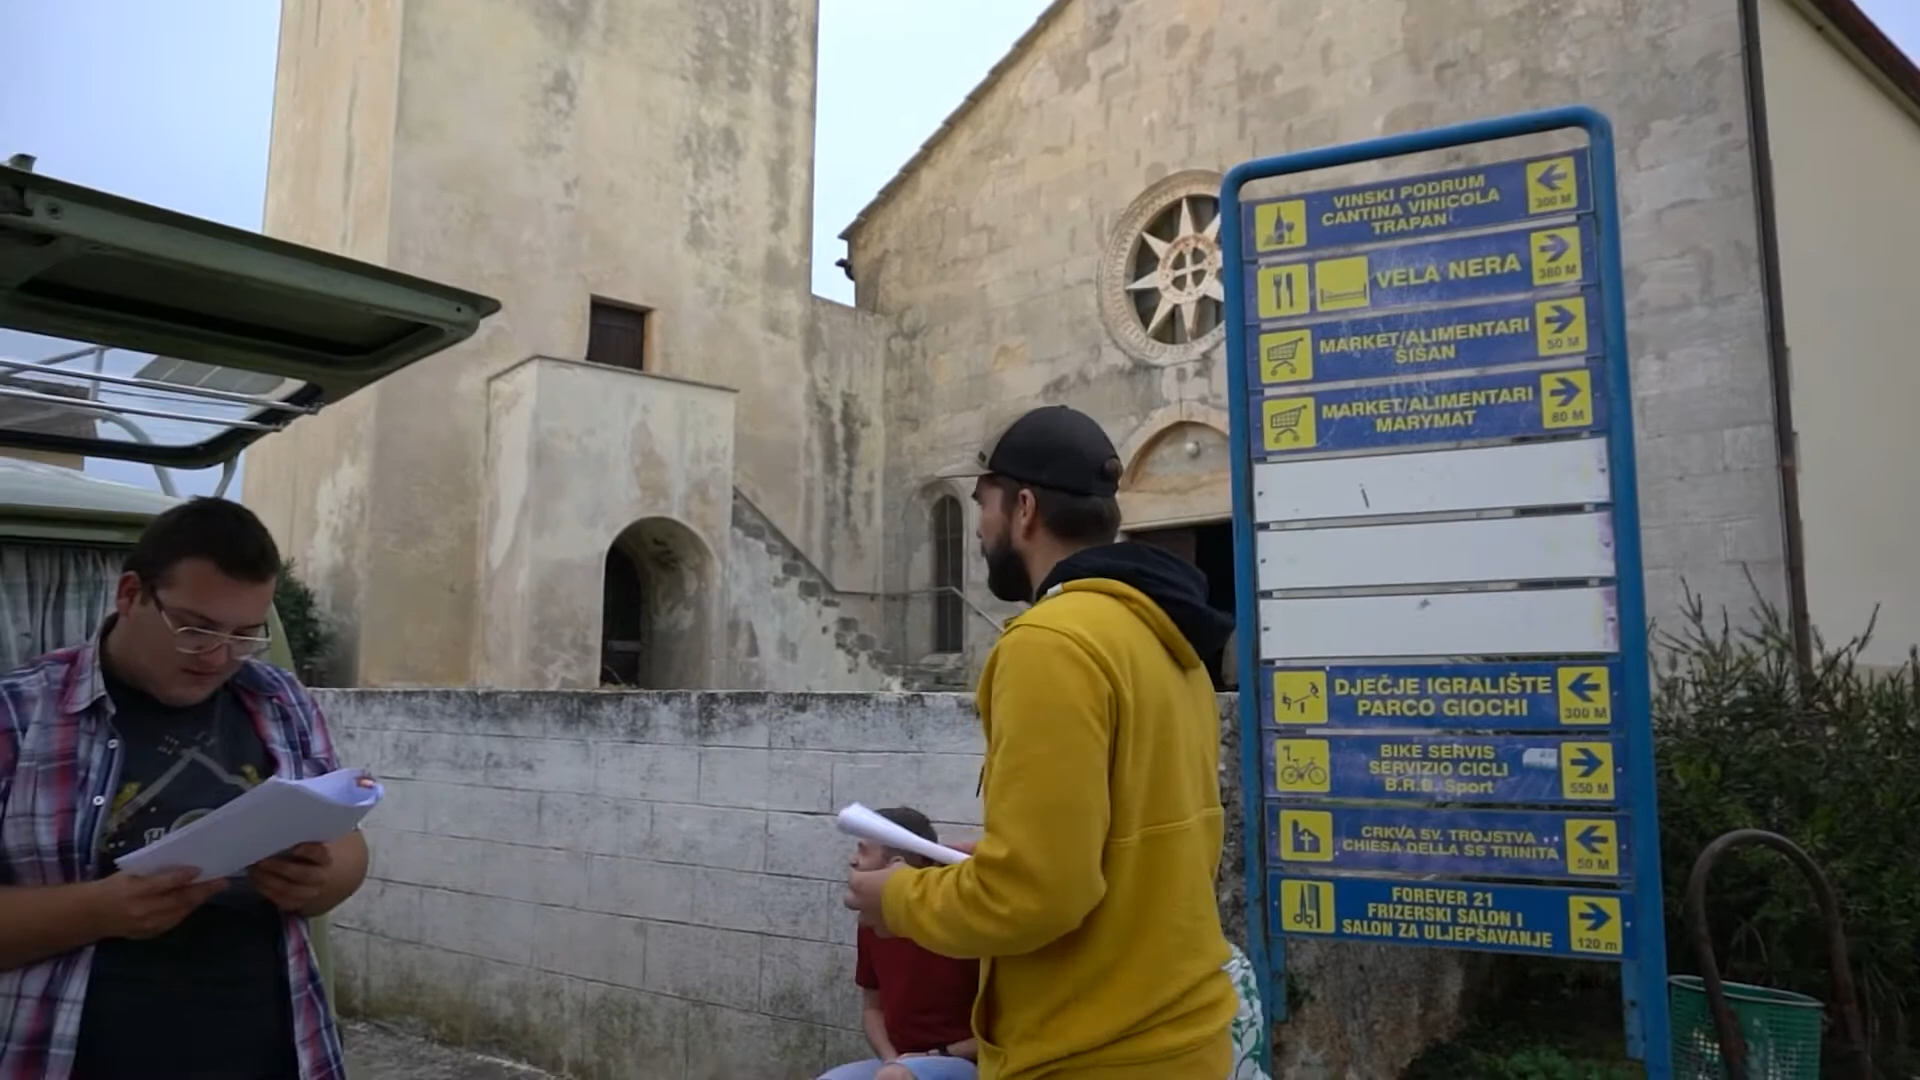 VINSKI PODRUM
CANTINA VINICOLA
TRAPAN
300 M
VELA NERA
380 M
MARKET/ALIMENTARI
ŠIŠAN
50 M
MARKET/ALIMENTARI
MARYMAT
80 M
DJEČJE IGRALIŠTE
PARCO GIOCHI
300 M
BIKE SERVIS
SERVIZIO CICLI
B.R.B. Sport
550 M
CRKVA SV. TROJSTVA
CHIESA DELLA SS TRINITA
50 M
FOREVER 21
FRIZERSKI SALON I
SALON ZA ULJEPŠAVANJE
120 m